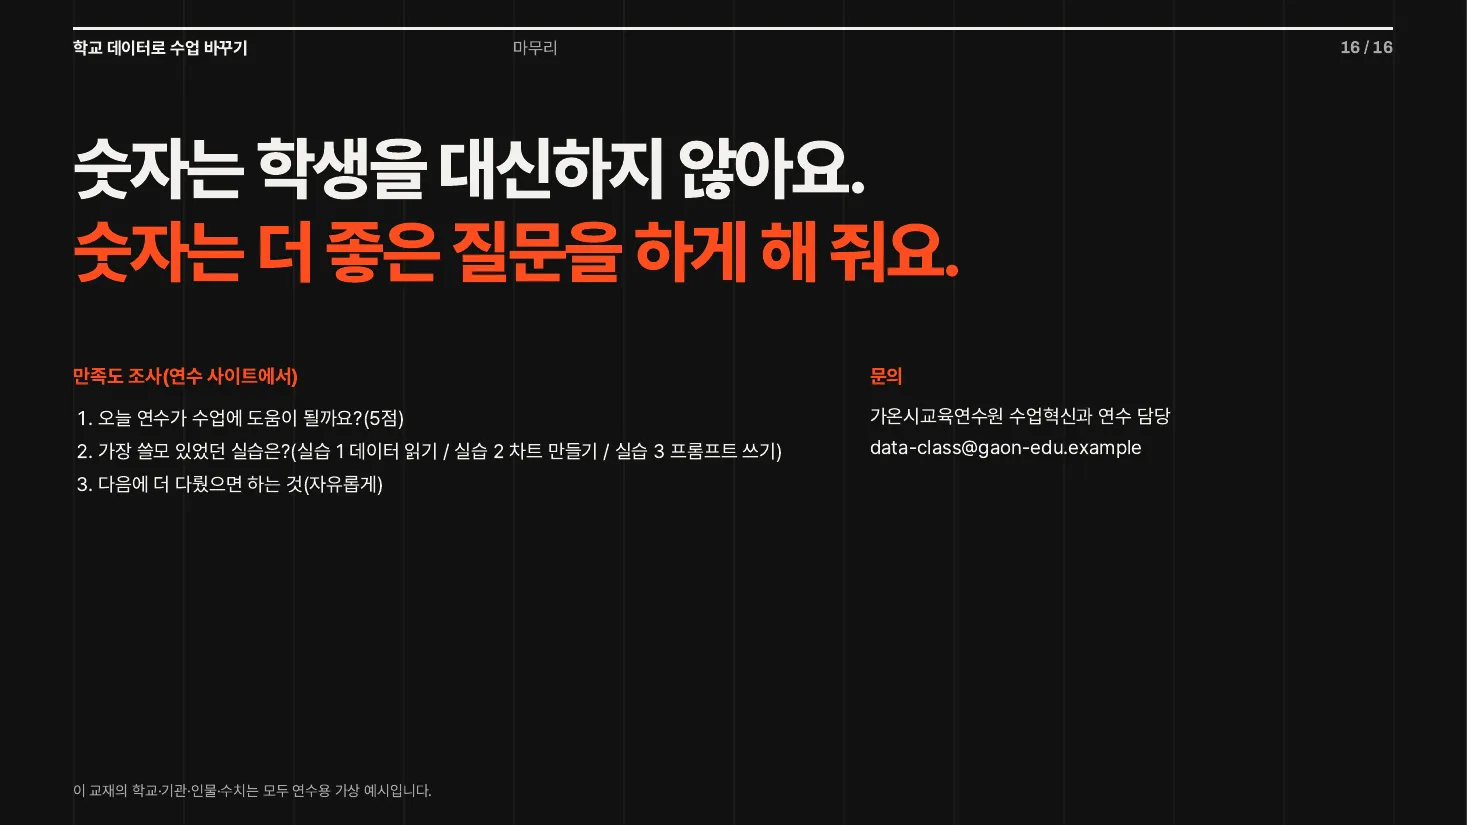 학교 데이터로 수업 바꾸기
마무리
16 / 16
숫자는 학생을 대신하지 않아요.
숫자는 더 좋은 질문을 하게 해 줘요.
만족도 조사(연수 사이트에서)
1. 오늘 연수가 수업에 도움이 될까요?(5점)
2. 가장 쓸모 있었던 실습은?(실습 1 데이터 읽기 / 실습 2 차트 만들기 / 실습 3 프롬프트 쓰기)
3. 다음에 더 다뤘으면 하는 것(자유롭게)
문의
가온시교육연수원 수업혁신과 연수 담당
data-class@gaon-edu.example
이 교재의 학교·기관·인물·수치는 모두 연수용 가상 예시입니다.